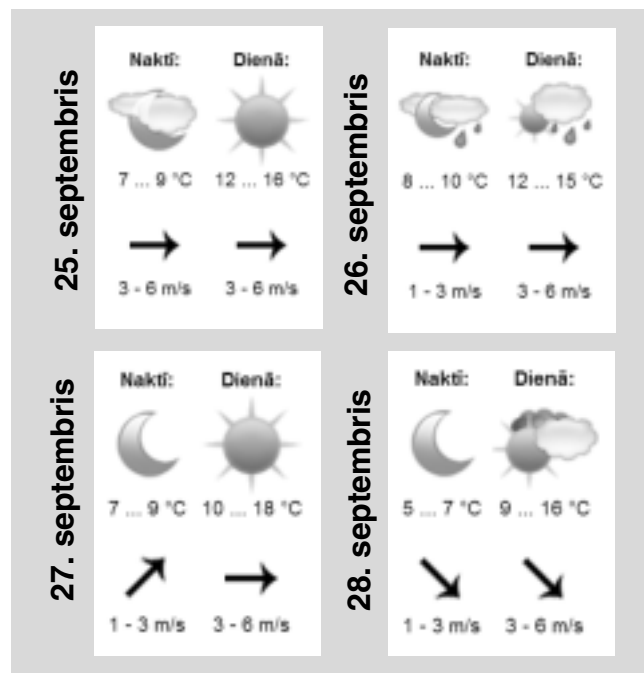 25. septembris
Naktī: Dienā:
7 ... 9 °C 12 ... 16 °C
3 - 6 m/s 3 - 6 m/s
26. septembris
Naktī: Dienā:
8 ... 10 °C 12 ... 15 °C
1 - 3 m/s 3 - 6 m/s
27. septembris
Naktī: Dienā:
7 ... 9 °C 10 ... 18 °C
1 - 3 m/s 3 - 6 m/s
28. septembris
Naktī: Dienā:
5 ... 7 °C 9 ... 16 °C
1 - 3 m/s 3 - 6 m/s